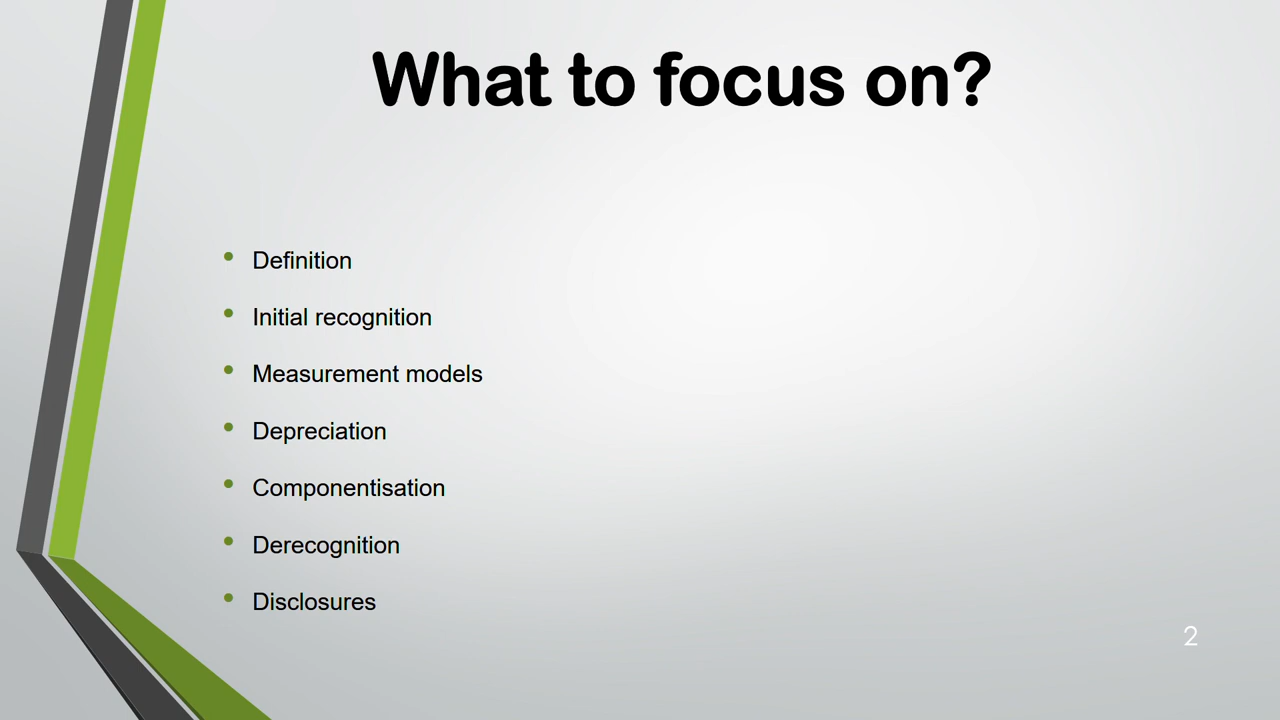 What to focus on?
• Definition
• Initial recognition
• Measurement models
• Depreciation
• Componentisation
• Derecognition
• Disclosures
2